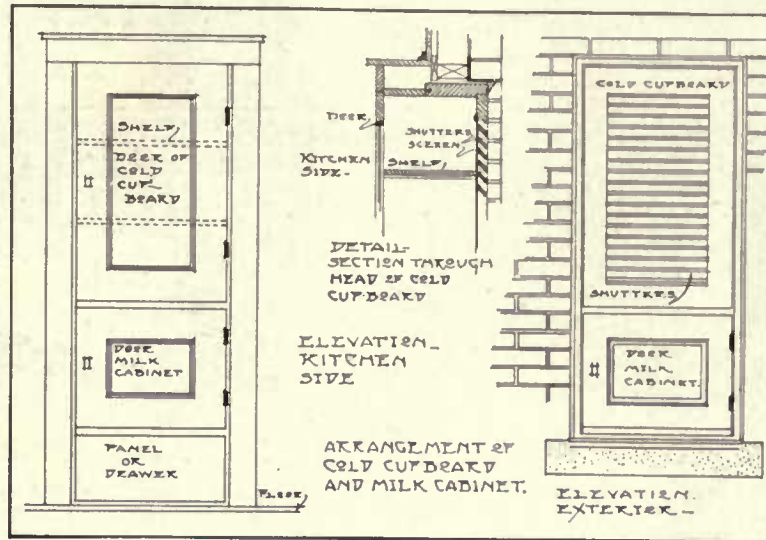 SHELF
DOOR OF
COLD
CUP-
BOARD
DOOR
MILK
CABINET
PANEL
OR
DRAWER
FLOOR
DOOR
SHUTTERS
SCREEN
KITCHEN
SIDE-
SHELF
DETAIL-
SECTION THROUGH
HEAD OF COLD
CUP-BOARD
ELEVATION-
KITCHEN
SIDE
ARRANGEMENT OF
COLD CUPBOARD
AND MILK CABINET.
COLD CUPBOARD
SHUTTERS
DOOR
MILK
CABINET.
ELEVATION.
EXTERIOR-